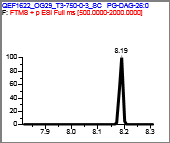 QEF1622_OG29_T3-750-0-3_SC PG-DAG-26:0
F: FTMS + p ESI Full ms [500.0000-2000.0000]
8.19
100
80
60
40
20
0
7.9 8.0 8.1 8.2 8.3